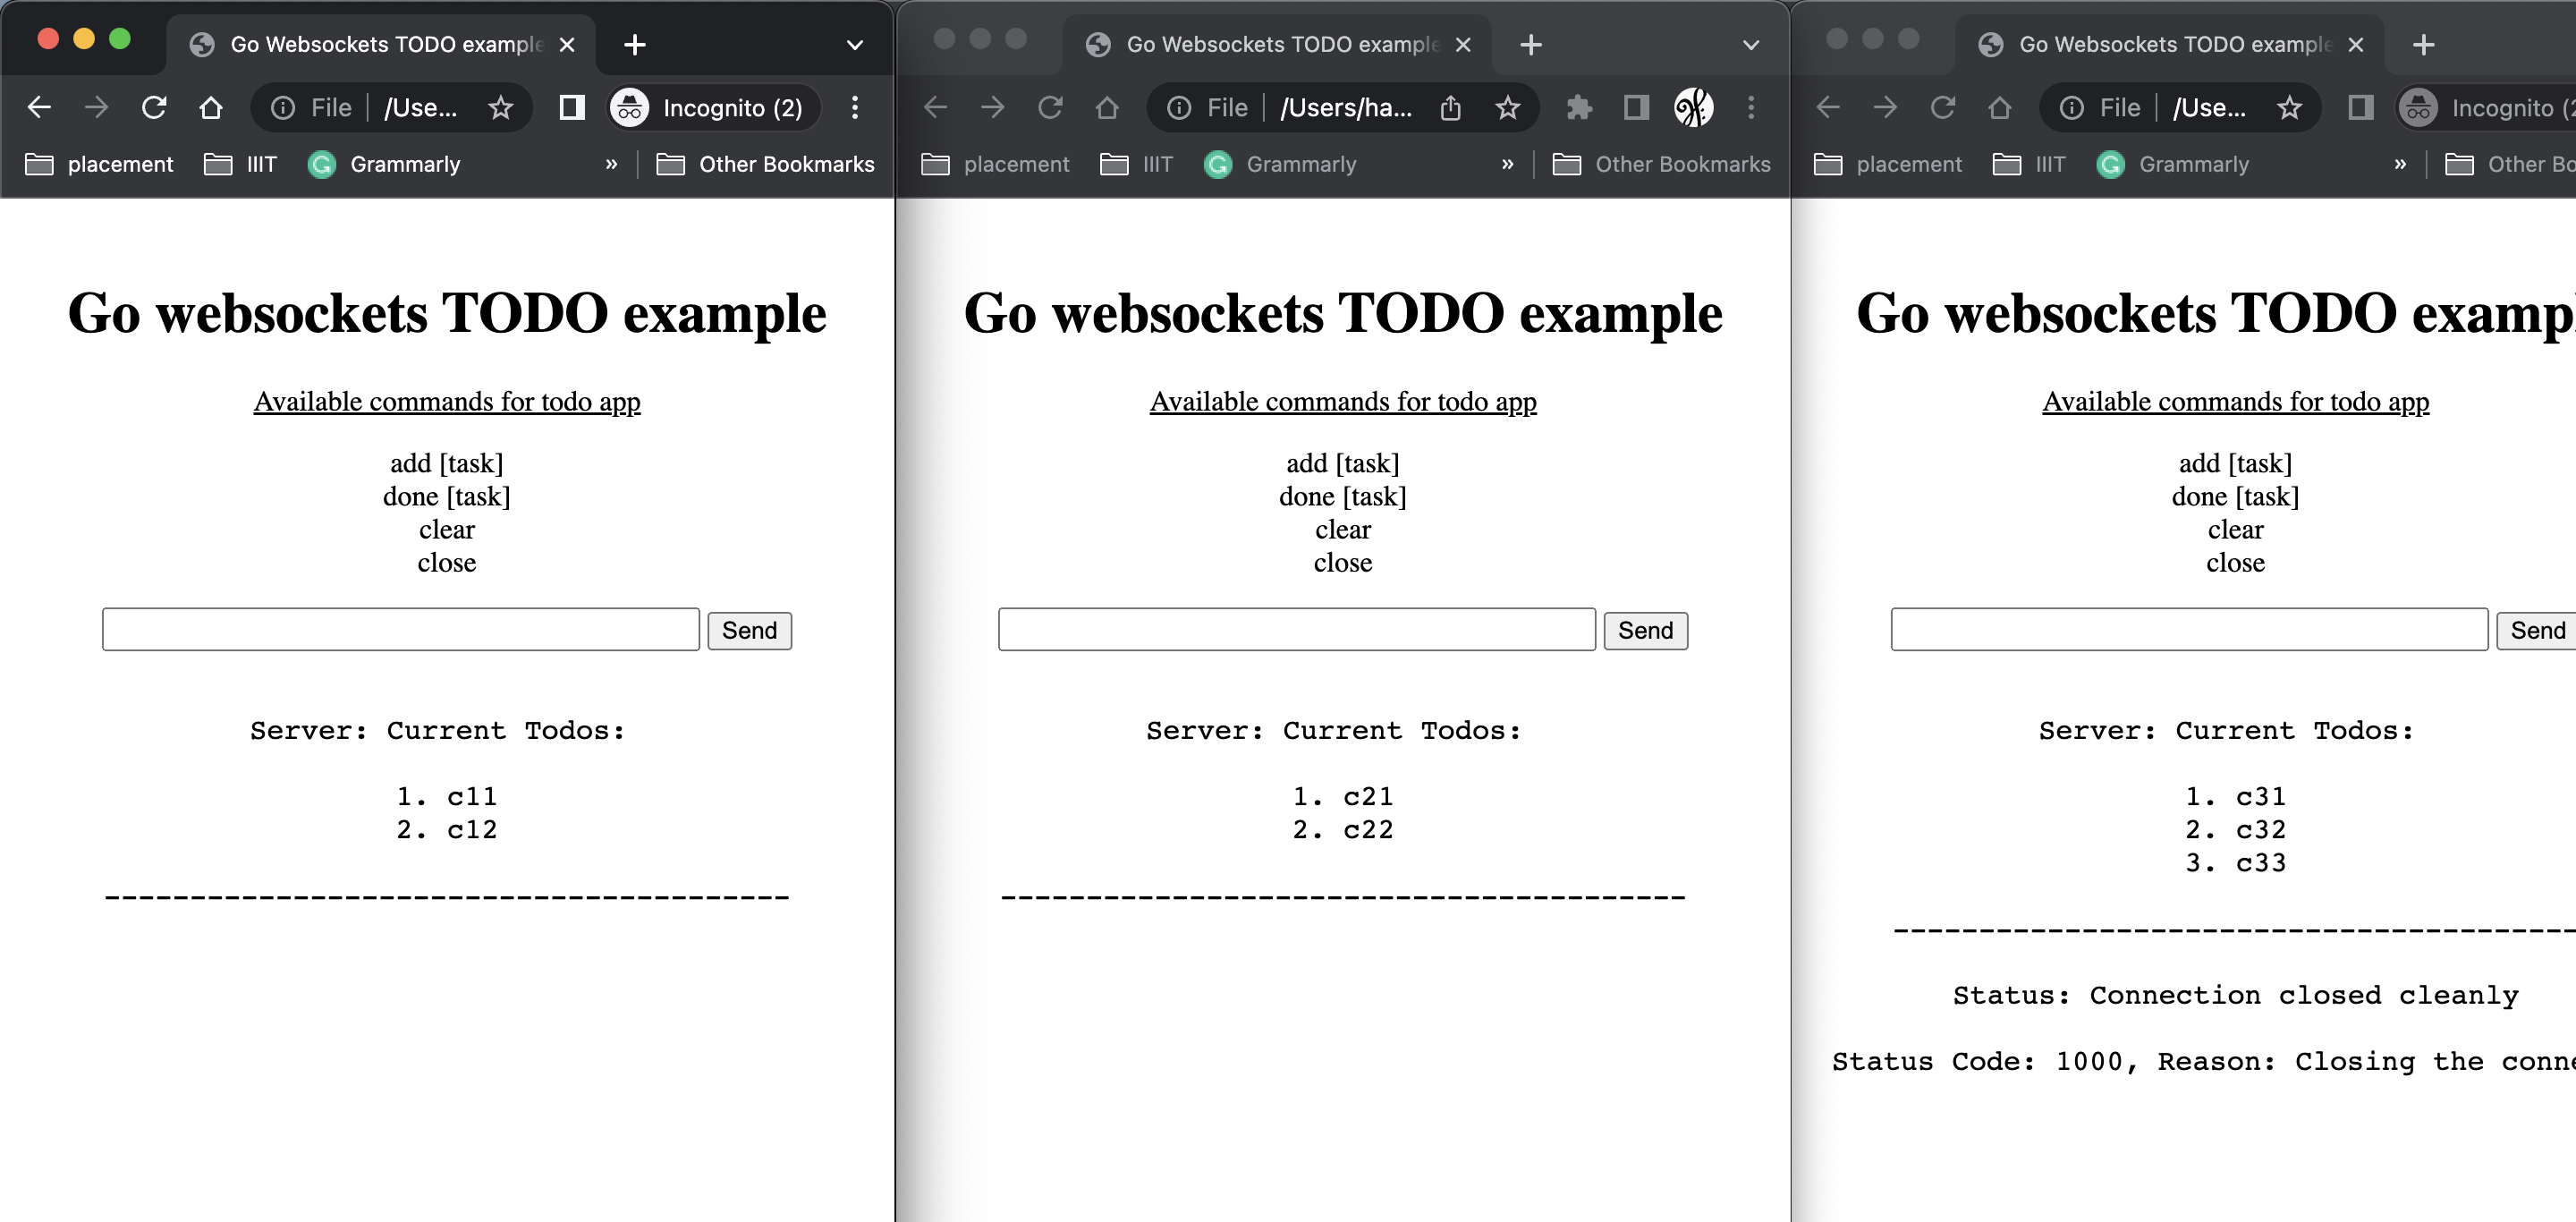 Go Websockets TODO example
File | /Use...
Incognito (2)
placement
IIIT
Grammarly
»
Other Bookmarks
Go websockets TODO example
Available commands for todo app
add [task]
done [task]
clear
close
Send
Server: Current Todos:
1. c11
2. c12
----------------------------------------
Go Websockets TODO example
File | /Users/ha...
placement
IIIT
Grammarly
»
Other Bookmarks
Go websockets TODO example
Available commands for todo app
add [task]
done [task]
clear
close
Send
Server: Current Todos:
1. c21
2. c22
----------------------------------------
Go Websockets TODO example
File | /Use...
Incognito (2
placement
IIIT
Grammarly
»
Other Bo
Go websockets TODO examp
Available commands for todo app
add [task]
done [task]
clear
close
Send
Server: Current Todos:
1. c31
2. c32
3. c33
----------------------------------------
Status: Connection closed cleanly
Status Code: 1000, Reason: Closing the conne